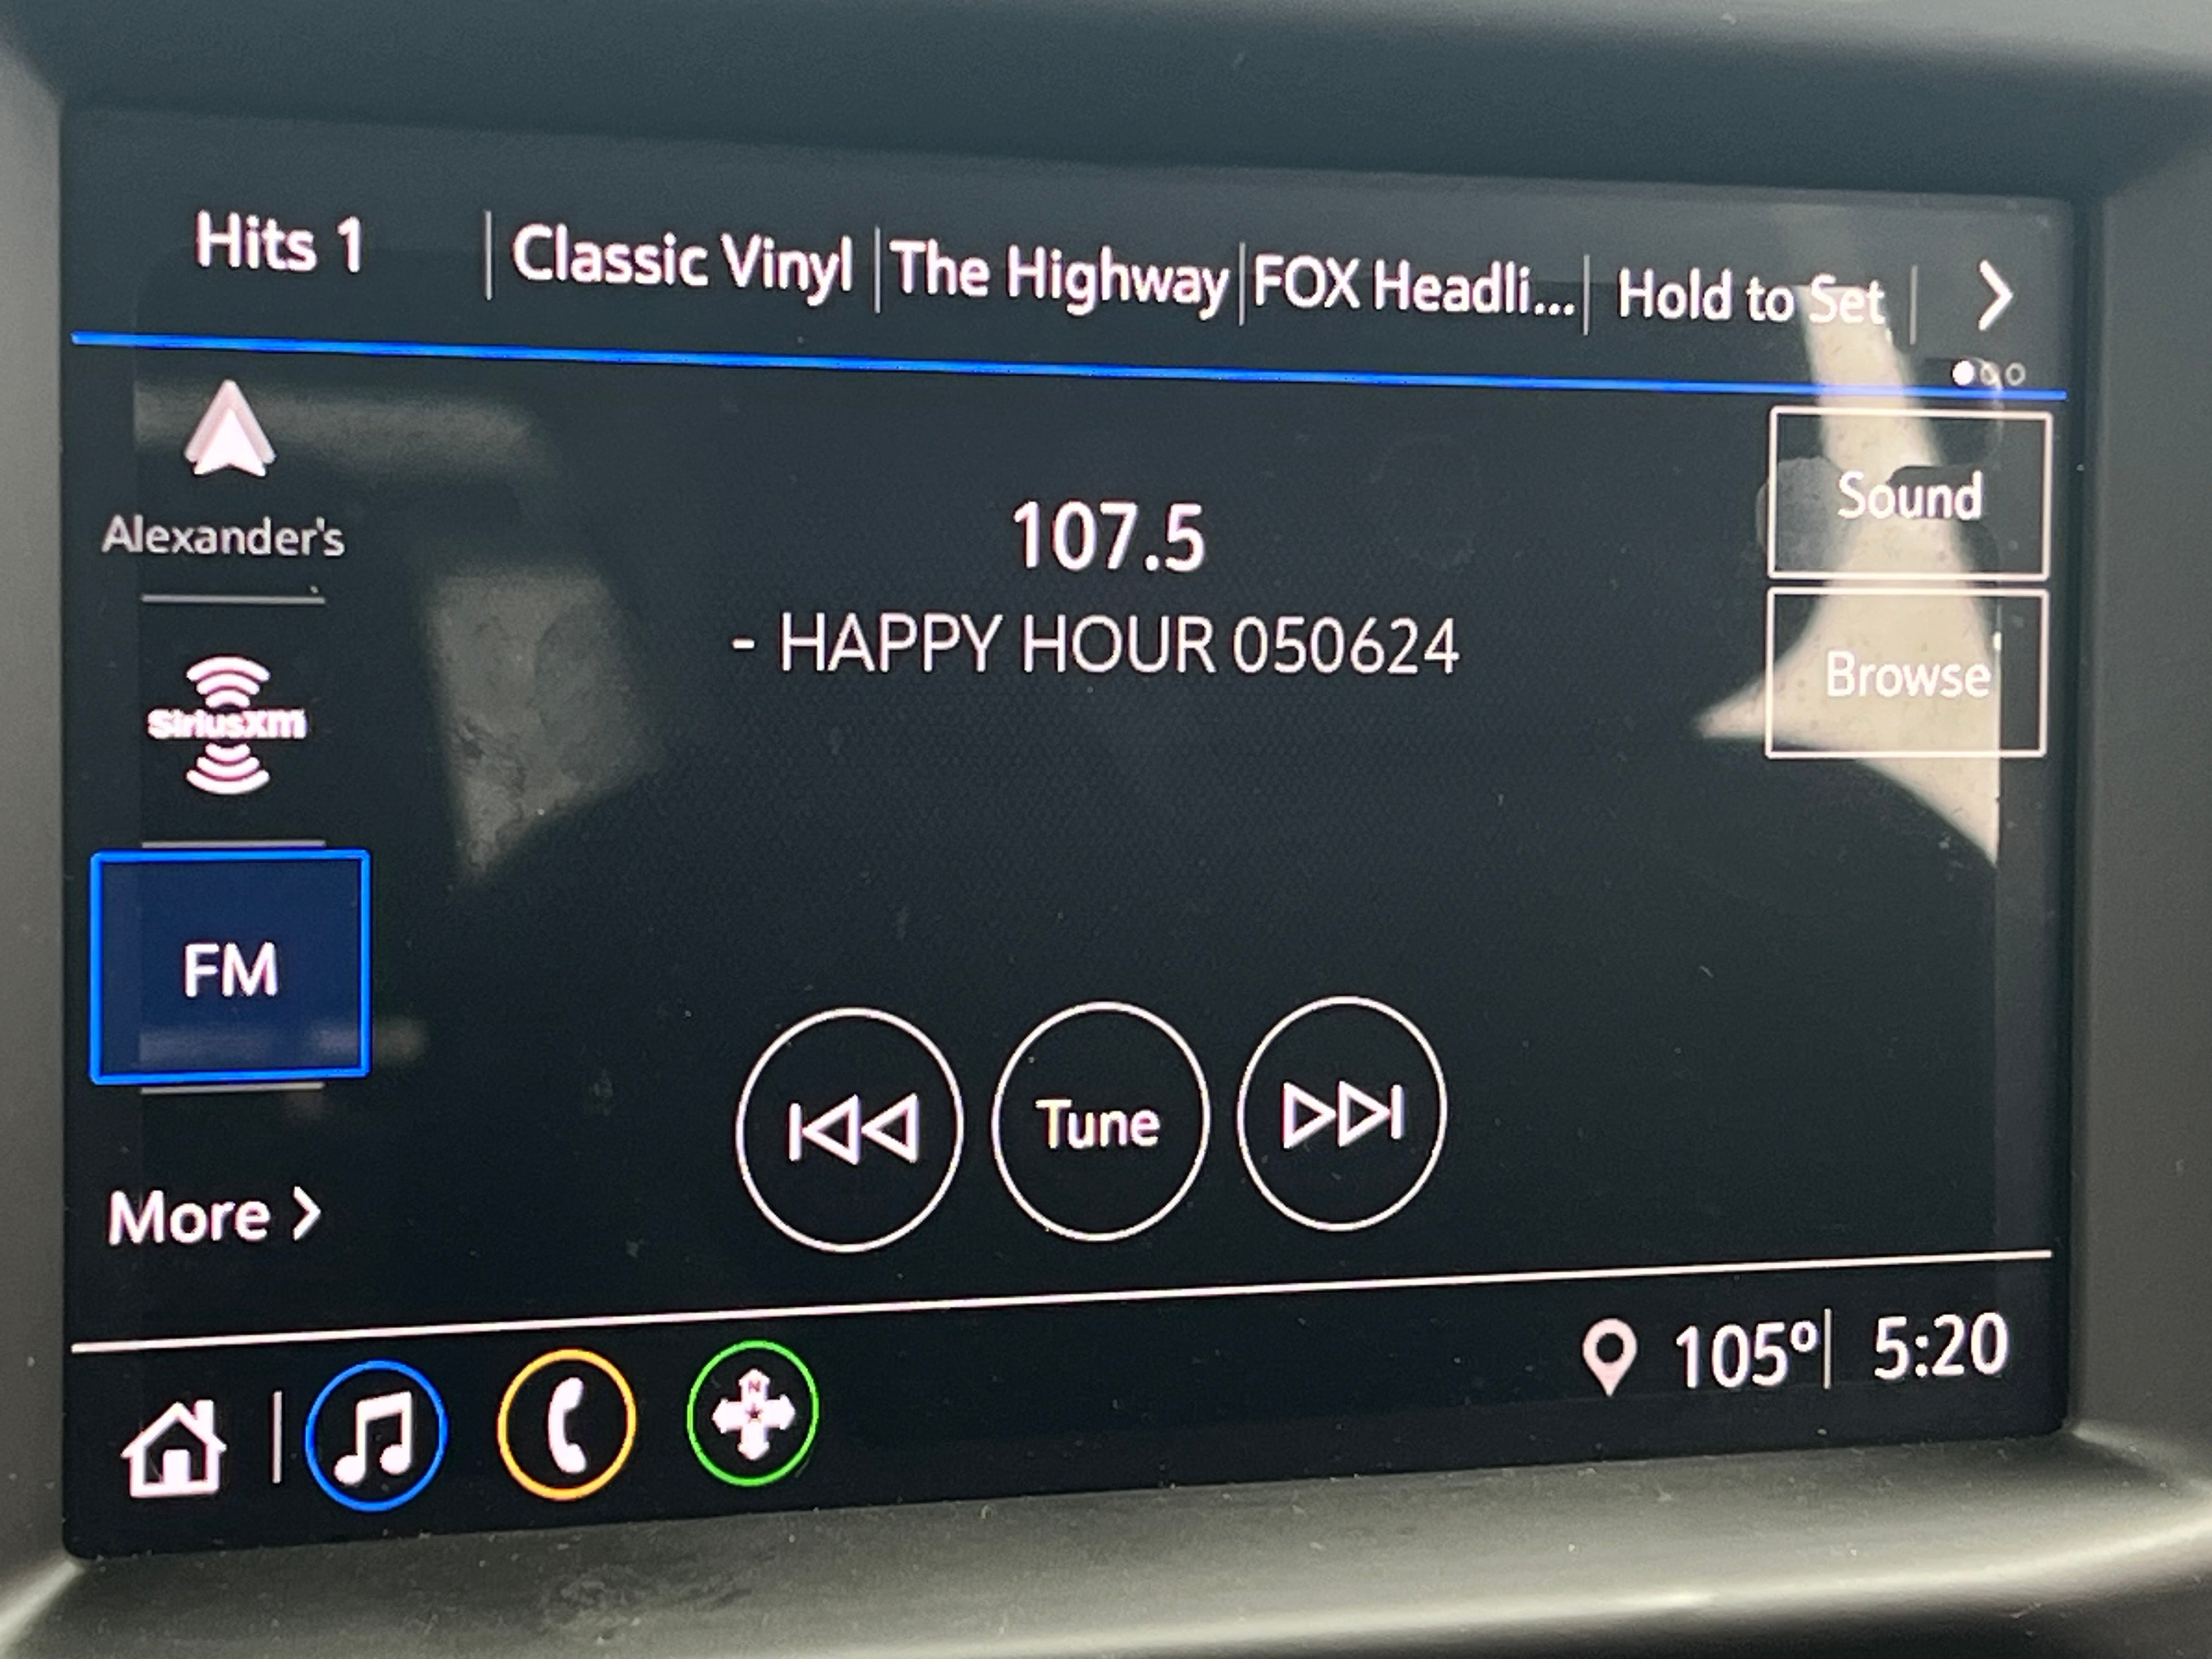 Hits 1 Classic Vinyl The Highway FOX Headli... Hold to Set
Alexander's
SiriusXM
FM
More
107.5
- HAPPY HOUR 050624
Sound
Browse
Tune
N
105° 5:20